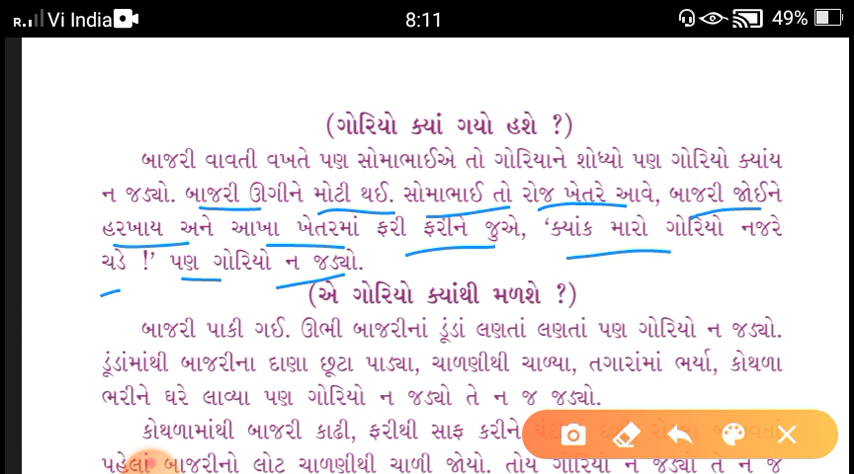 R Vi India 8:11 49%
(ગોરિયો ક્યાં ગયો હશે ?)
બાજરી વાવતી વખતે પણ સોમાભાઈએ તો ગોરિયાને શોધ્યો પણ ગોરિયો ક્યાંય
ન જડ્યો. બાજરી ઊગીને મોટી થઈ. સોમાભાઈ તો રોજ ખેતરે આવે, બાજરી જોઈને
હરખાય અને આખા ખેતરમાં ફરી ફરીને જુએ, ‘ક્યાંક મારો ગોરિયો નજરે
ચડે !’ પણ ગોરિયો ન જડ્યો.
(એ ગોરિયો ક્યાંથી મળશે ?)
બાજરી પાકી ગઈ. ઊભી બાજરીનાં ડૂંડાં લણતાં લણતાં પણ ગોરિયો ન જડ્યો.
ડૂંડાંમાંથી બાજરીના દાણા છૂટા પાડ્યા, ચાળણીથી ચાળ્યા, તગારાંમાં ભર્યા, કોથળા
ભરીને ઘરે લાવ્યા પણ ગોરિયો ન જડ્યો તે ન જ જડ્યો.
કોથળામાંથી બાજરી કાઢી, ફરીથી સાફ કરીને
પહેલાં બાજરીનો લોટ ચાળણીથી ચાળી જોયો. તોય ગોરિયો ન જડ્યો તે ન જ